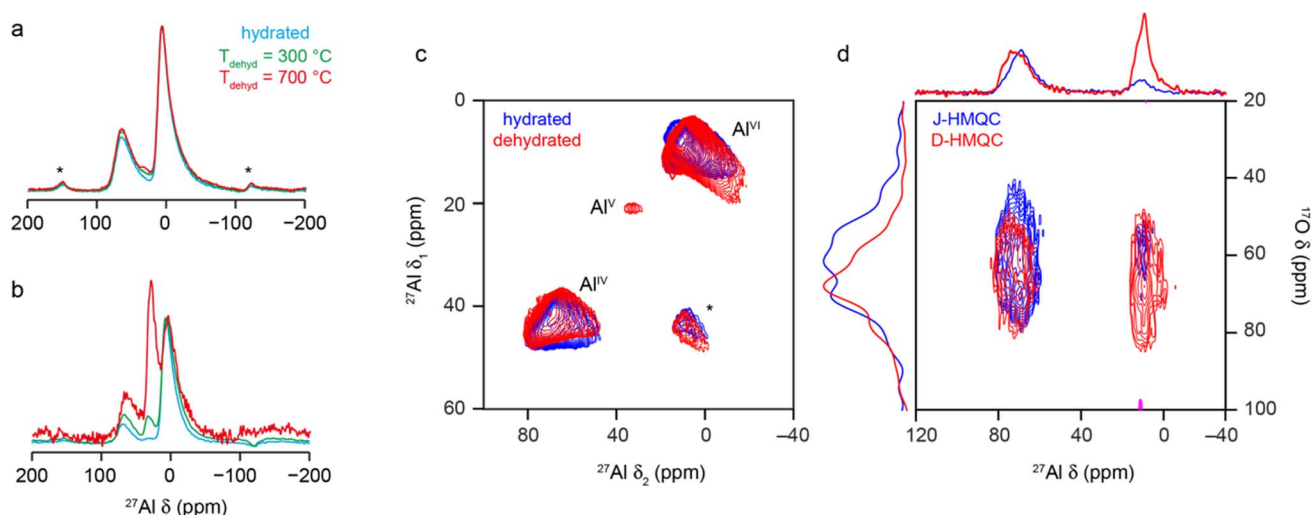 a
hydrated
T_dehyd = 300 °C
T_dehyd = 700 °C
* *
200 100 0 −100 −200
b
200 100 0 −100 −200
²⁷Al δ (ppm)
c
hydrated
dehydrated
Al^VI
Al^V
Al^IV
*
0
20
40
60
²⁷Al δ₁ (ppm)
80 40 0 −40
²⁷Al δ₂ (ppm)
d
J-HMQC
D-HMQC
20
40
60
80
100
¹⁷O δ (ppm)
120 80 40 0 −40
²⁷Al δ (ppm)